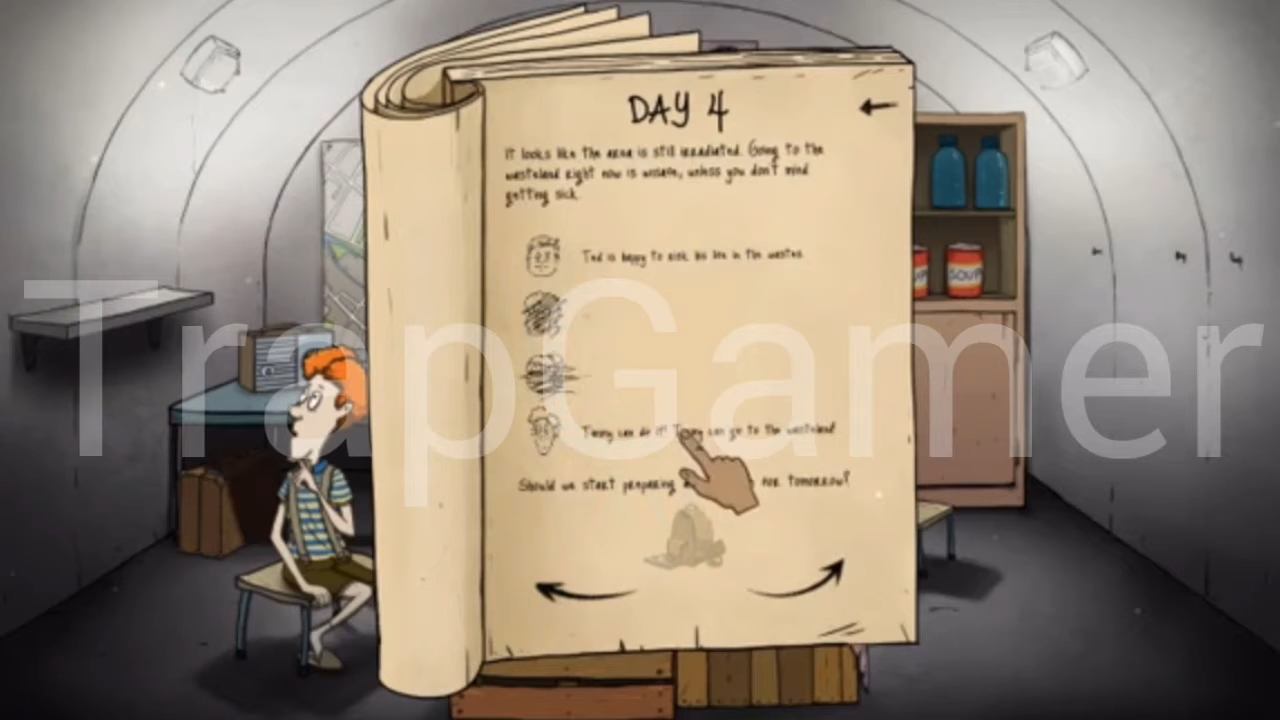 DAY 4
It looks like the area is still irradiated. Going to the
wasteland right now is unsafe, unless you don't mind
getting sick.
Ted is happy to risk his life in the wastes.
Timmy can do it! Timmy can go to the wasteland!
Should we start preparing for tomorrow?
SOUP
TrapGamer